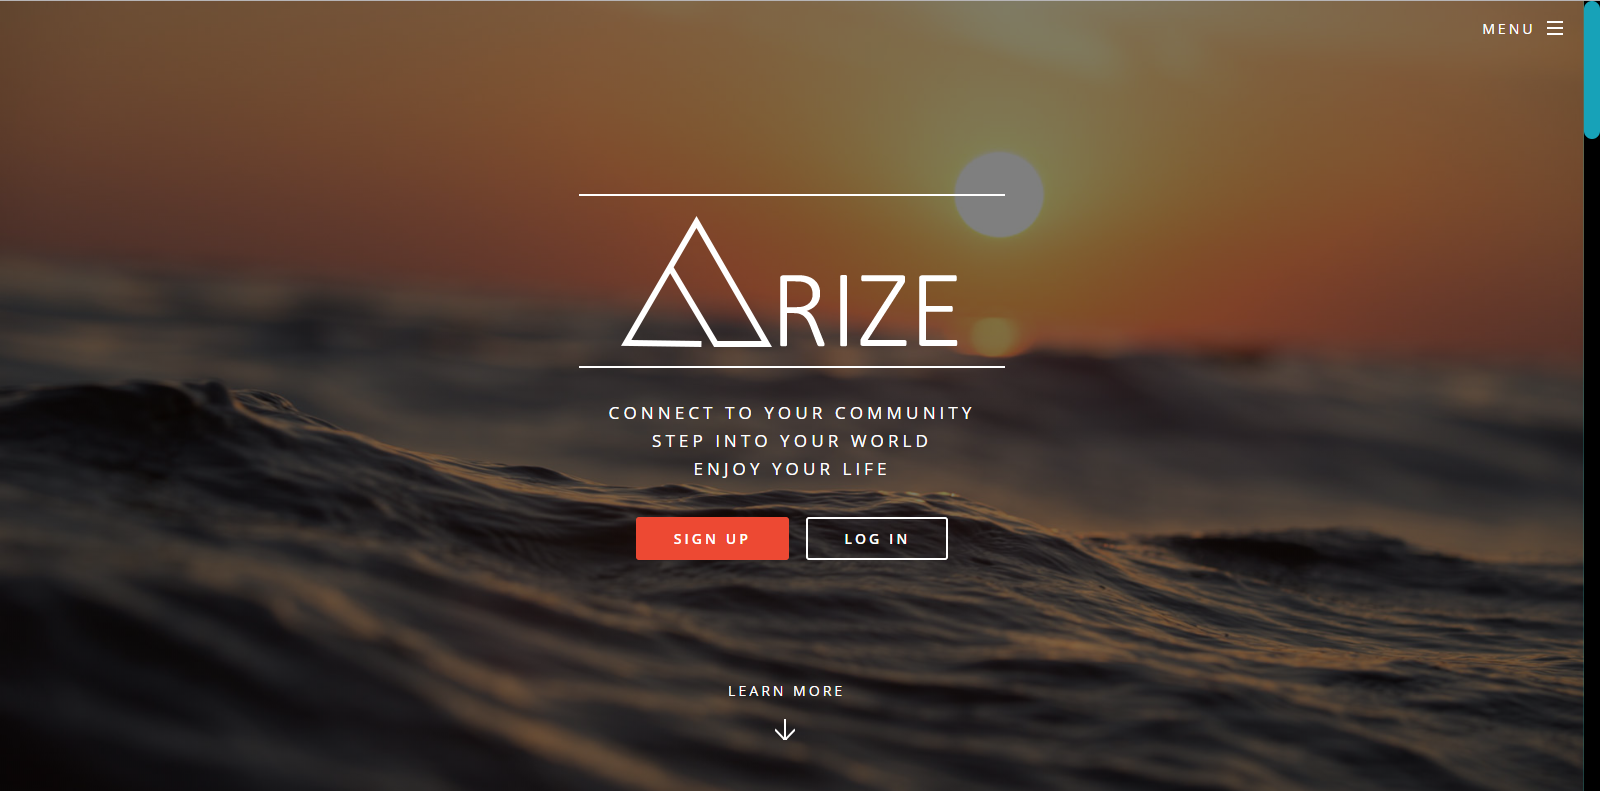 MENU
ARIZE
CONNECT TO YOUR COMMUNITY
STEP INTO YOUR WORLD
ENJOY YOUR LIFE
SIGN UP
LOG IN
LEARN MORE